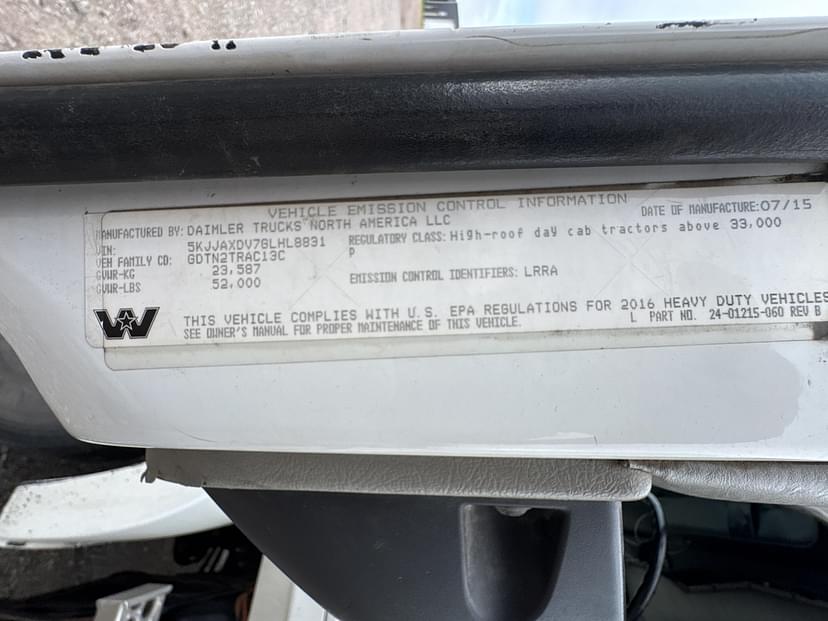 VEHICLE EMISSION CONTROL INFORMATION
MANUFACTURED BY: DAIMLER TRUCKS NORTH AMERICA LLC
DATE OF MANUFACTURE:07/15
VIN: 5KJJAXDV7GLHL8831
REGULATORY CLASS: High-roof day cab tractors above 33,000
P
VEH FAMILY CD: GDTN2TRAC13C
GVWR-KG 23,587
EMISSION CONTROL IDENTIFIERS: LRRA
GVWR-LBS 52,000
THIS VEHICLE COMPLIES WITH U.S. EPA REGULATIONS FOR 2016 HEAVY DUTY VEHICLES
SEE OWNER'S MANUAL FOR PROPER MAINTENANCE OF THIS VEHICLE.
L PART NO. 24-01215-060 REV B